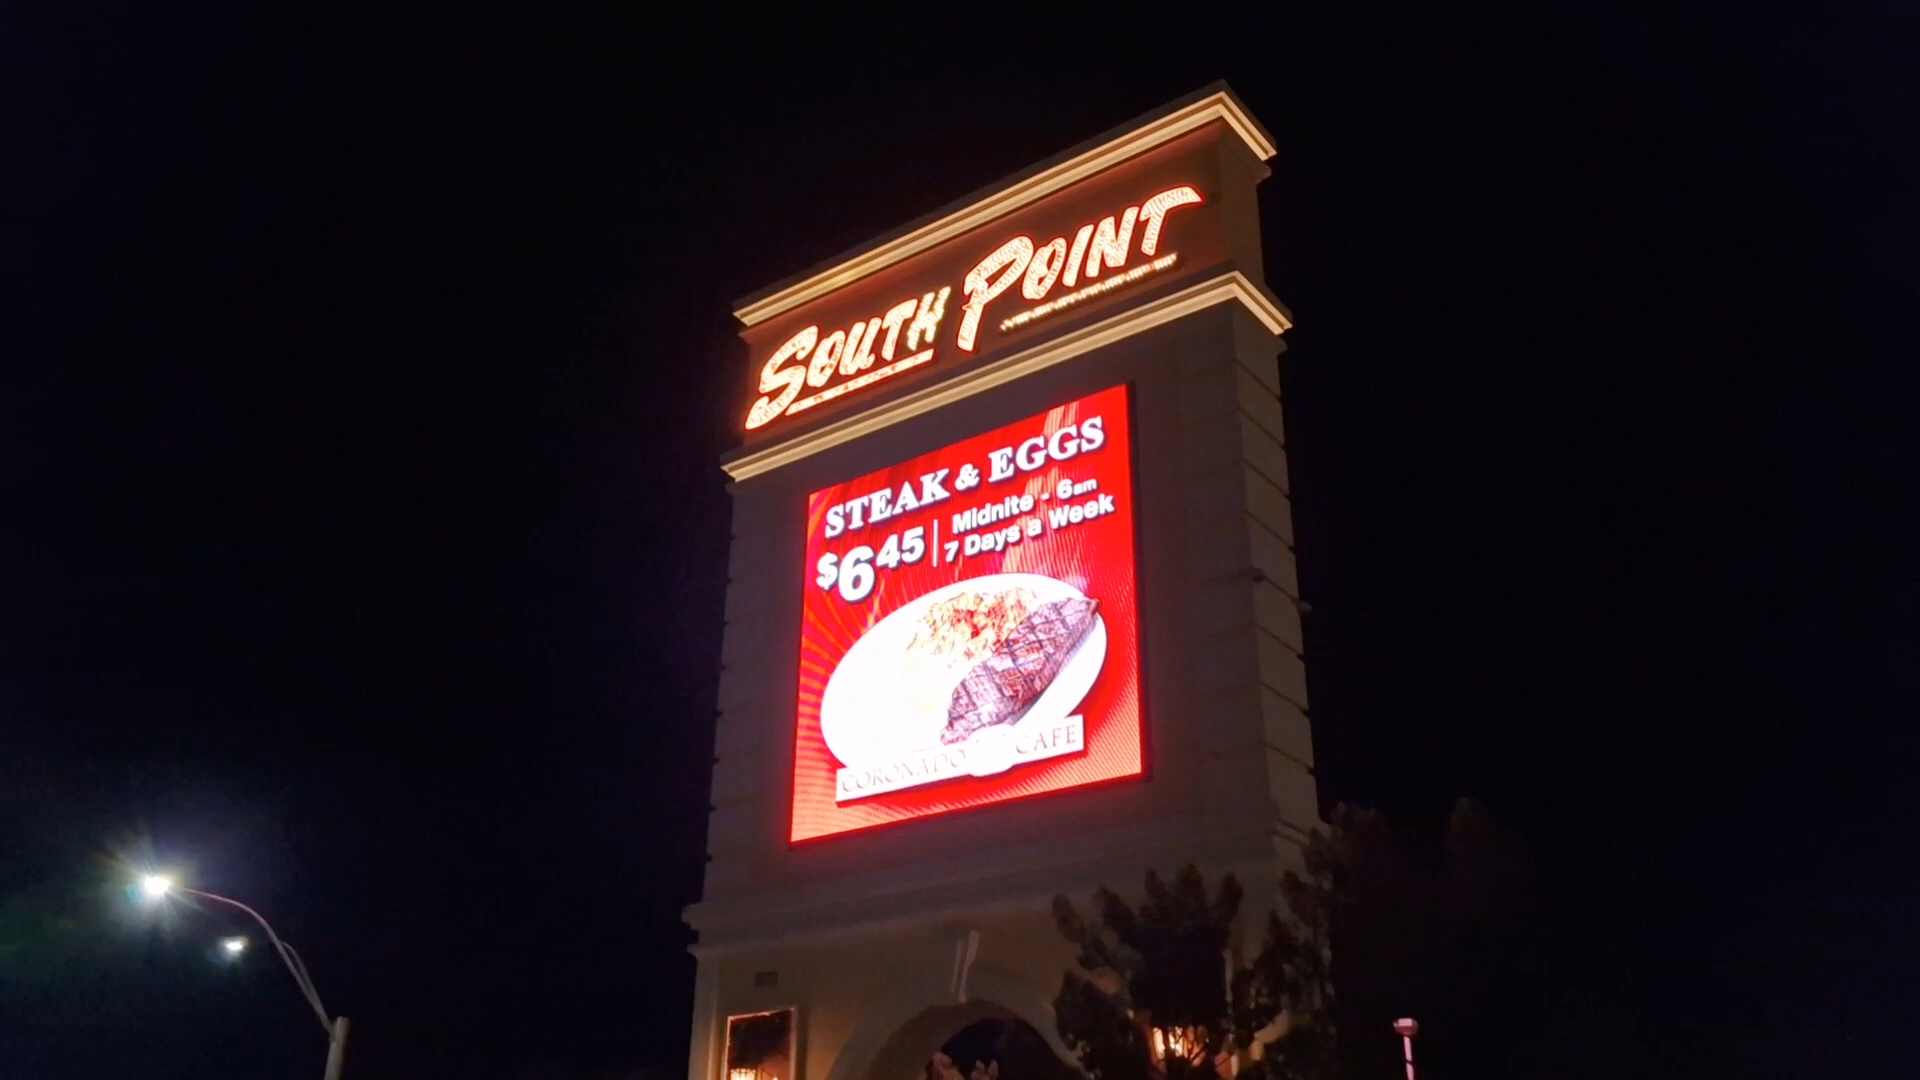 South Point
STEAK & EGGS
$645
Midnite - 6am
7 Days a Week
CORONADO CAFE